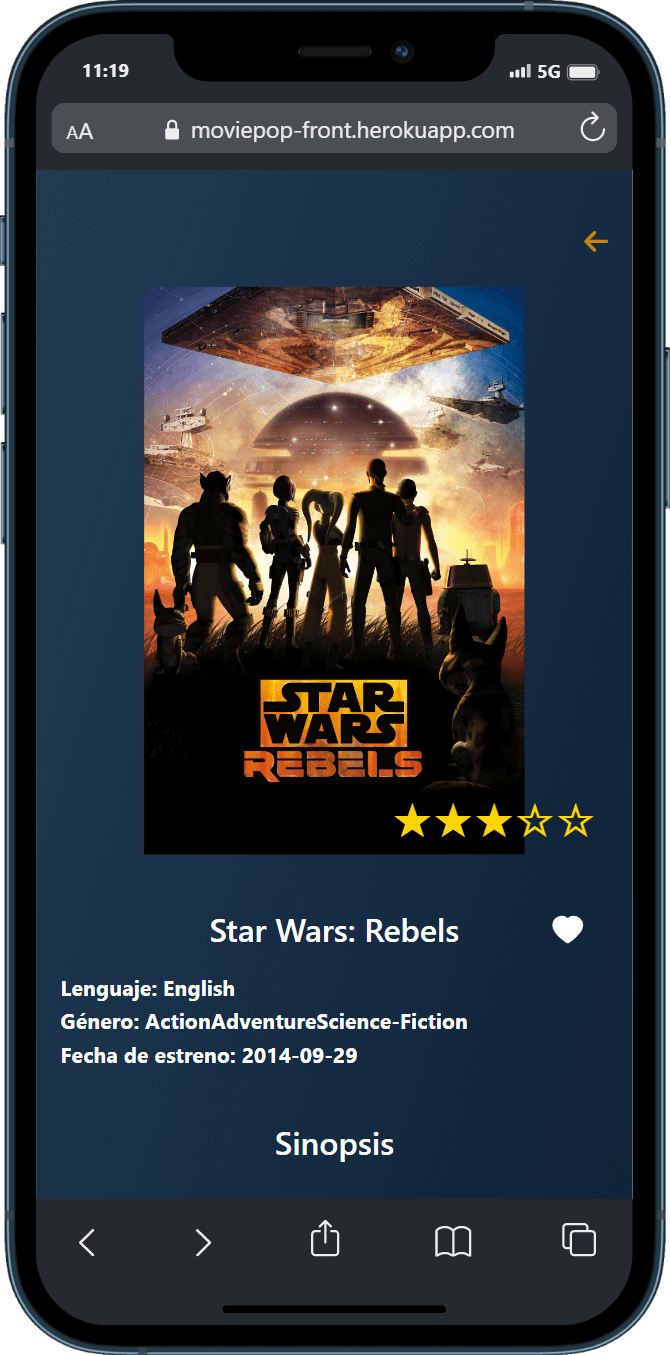 11:19
5G
AA
moviepop-front.herokuapp.com
STAR
WARS
REBELS
Star Wars: Rebels
Lenguaje: English
Género: ActionAdventureScience-Fiction
Fecha de estreno: 2014-09-29
Sinopsis